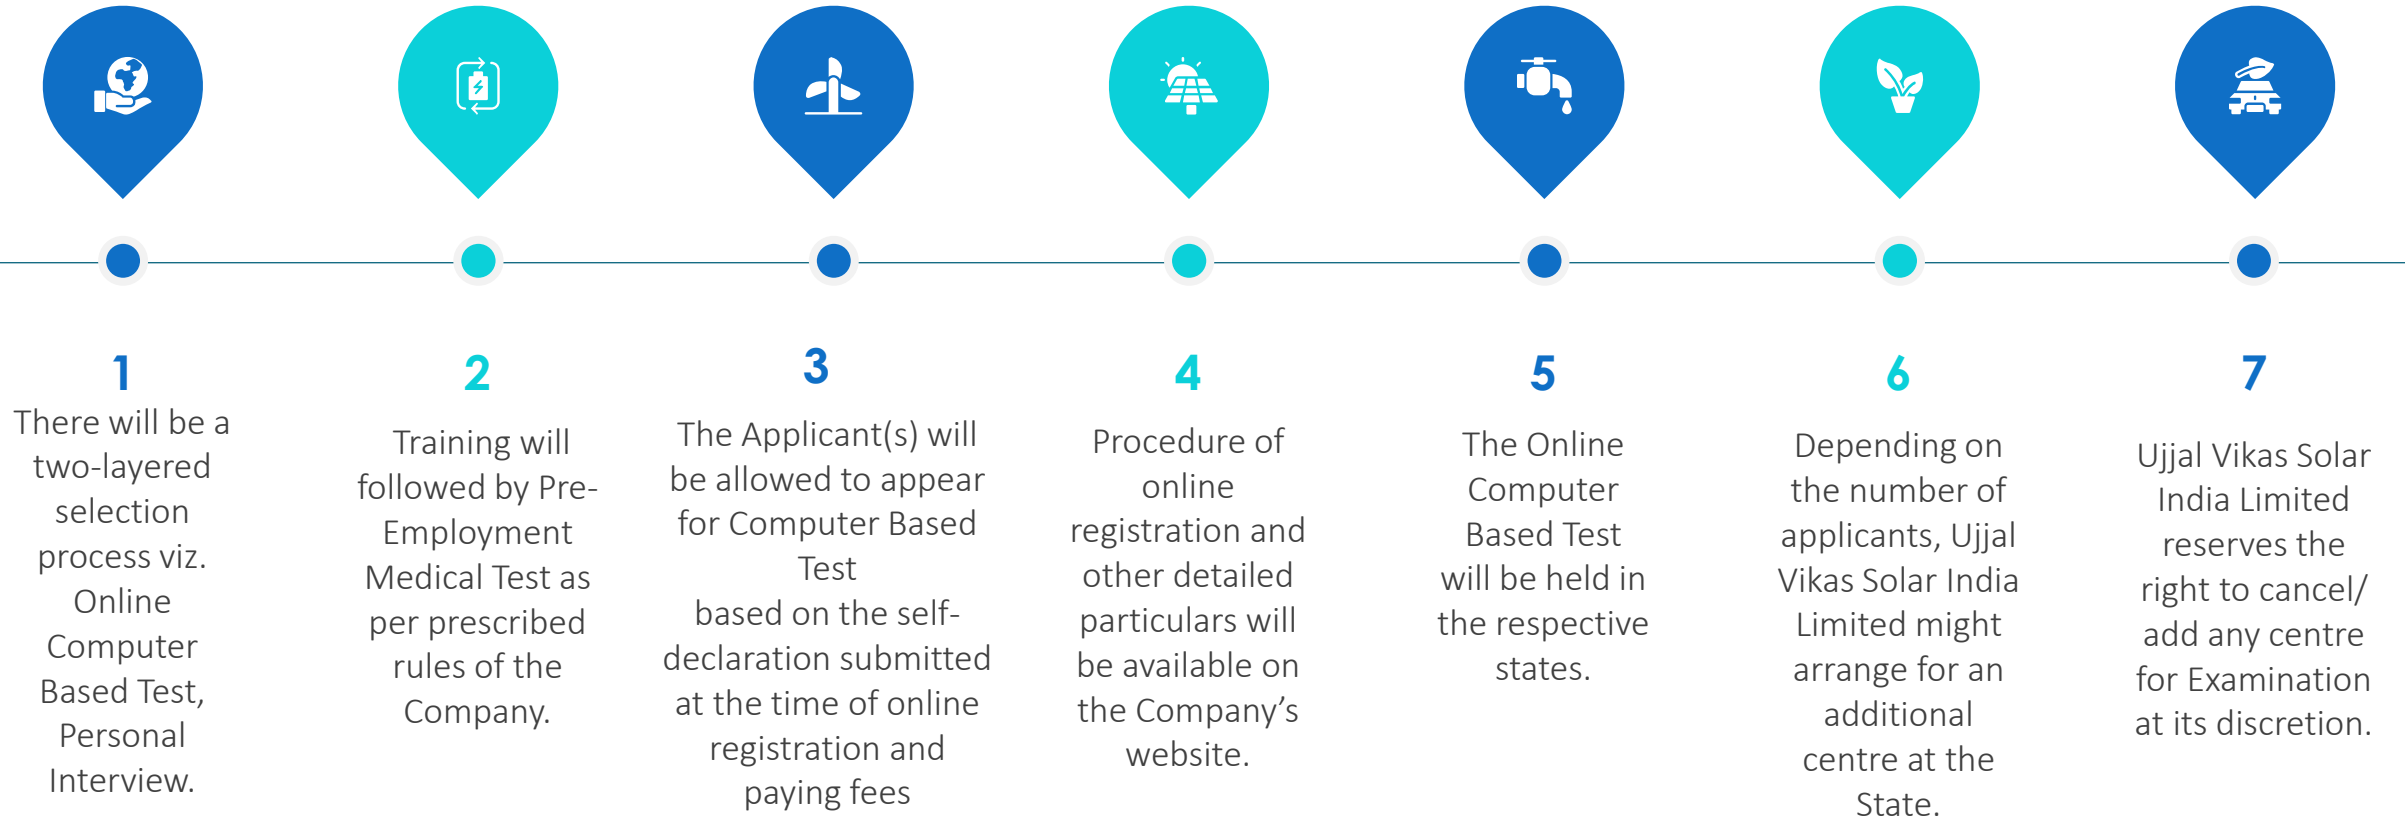 1
There will be a
two-layered
selection
process viz.
Online
Computer
Based Test,
Personal
Interview.
2
Training will
followed by Pre-
Employment
Medical Test as
per prescribed
rules of the
Company.
3
The Applicant(s) will
be allowed to appear
for Computer Based
Test
based on the self-
declaration submitted
at the time of online
registration and
paying fees
4
Procedure of
online
registration and
other detailed
particulars will
be available on
the Company’s
website.
5
The Online
Computer
Based Test
will be held in
the respective
states.
6
Depending on
the number of
applicants, Ujjal
Vikas Solar India
Limited might
arrange for an
additional
centre at the
State.
7
Ujjal Vikas Solar
India Limited
reserves the
right to cancel/
add any centre
for Examination
at its discretion.